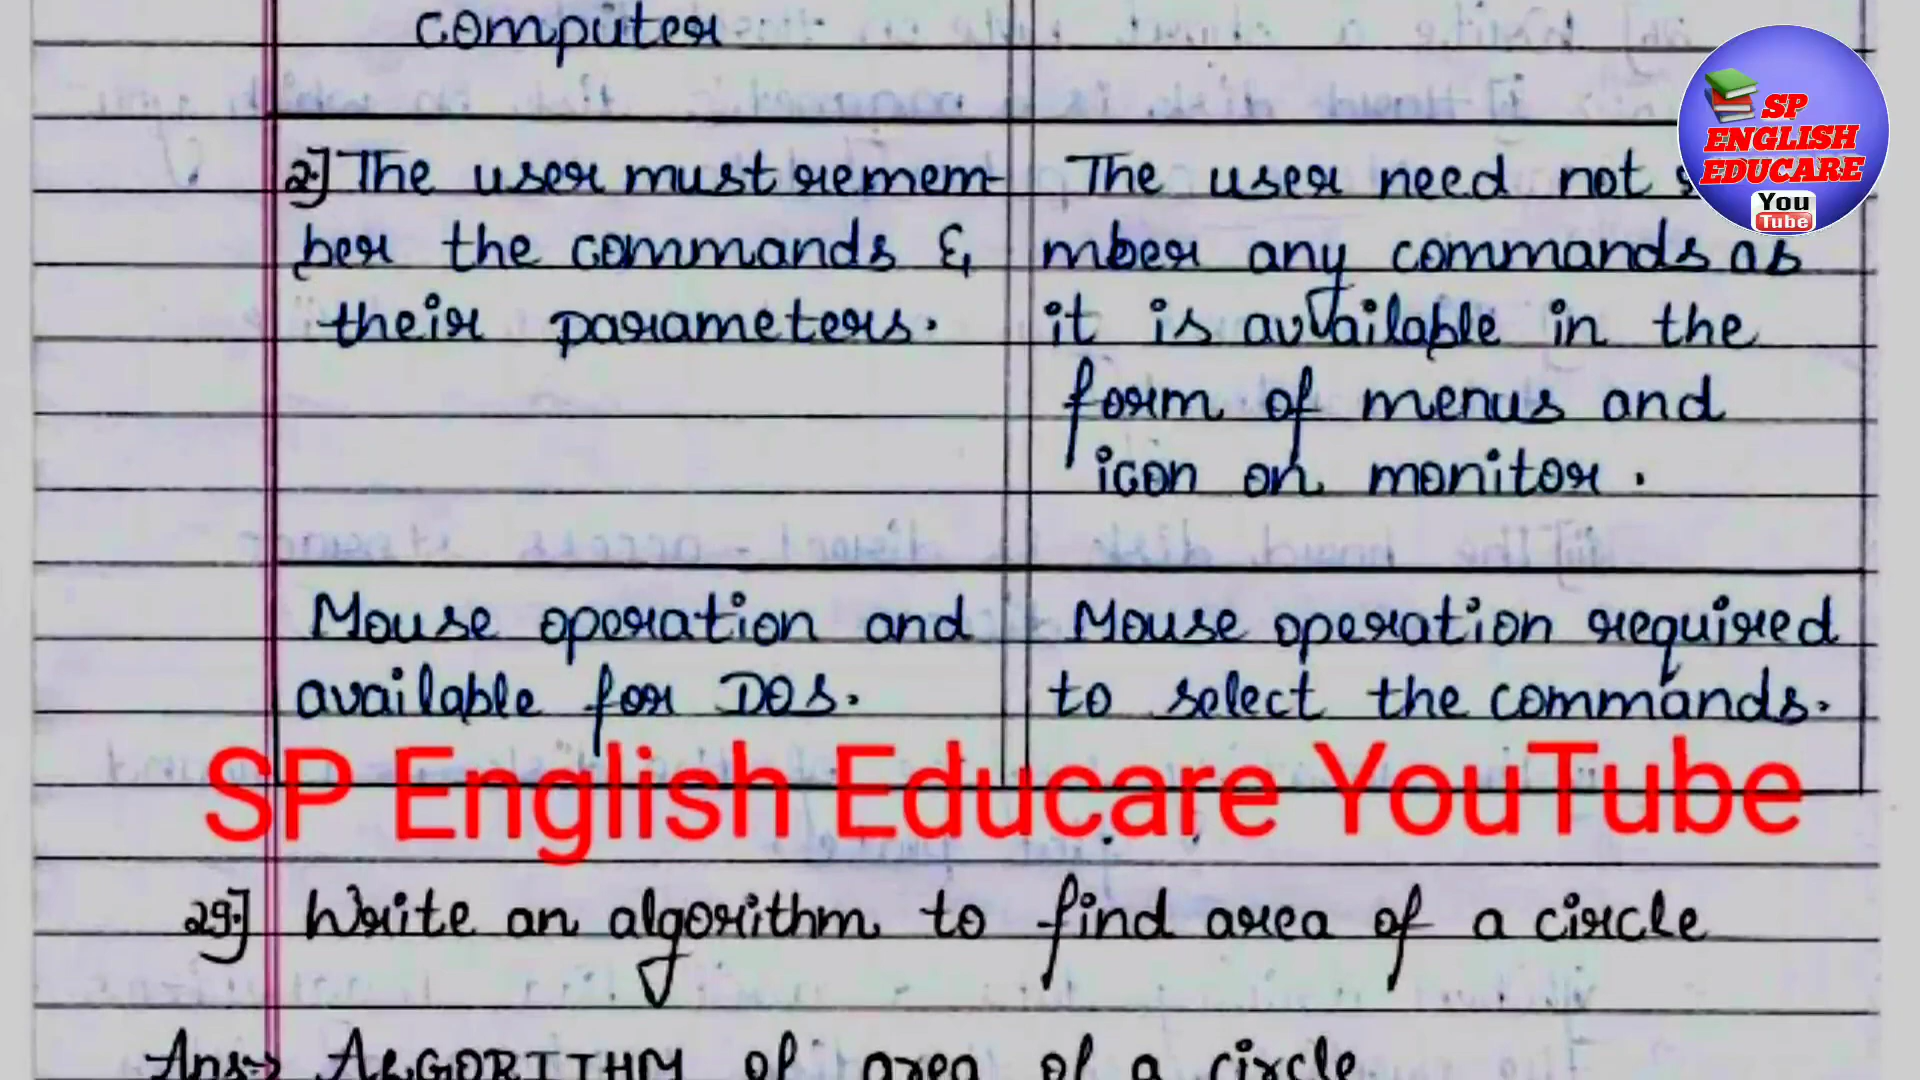 computer
2.] The user must remem-
ber the commands &
their parameters.
The user need not
mber any commands as
it is available in the
form of menus and
icon on monitor.
Mouse operation and
available for DOS.
Mouse operation required
to select the commands.
SP English Educare YouTube
29.] Write an algorithm to find area of a circle
Ans:→ ALGORITHM of area of a circle
SP
ENGLISH
EDUCARE
You
Tube